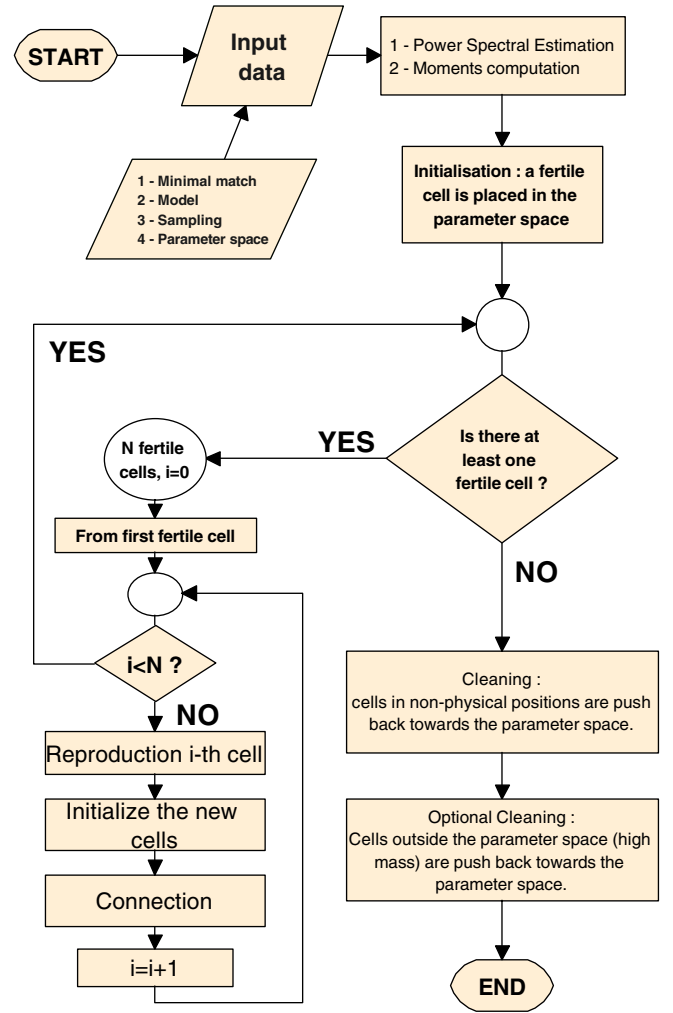 START
Input
data
1 - Power Spectral Estimation
2 - Moments computation
1 - Minimal match
2 - Model
3 - Sampling
4 - Parameter space
Initialisation : a fertile
cell is placed in the
parameter space
YES
Is there at
least one
fertile cell ?
YES
N fertile
cells, i=0
From first fertile cell
NO
i<N ?
NO
Reproduction i-th cell
Initialize the new
cells
Connection
i=i+1
Cleaning :
cells in non-physical positions are push
back towards the parameter space.
Optional Cleaning :
Cells outside the parameter space (high
mass) are push back towards the
parameter space.
END